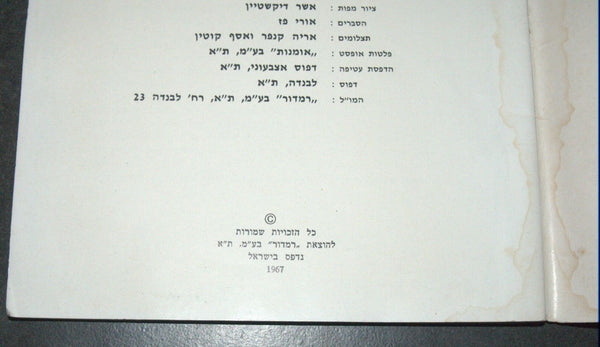 ציור מפות : אשר דיקשטיין
הסברים : אורי פז
תצלומים : אריה קנפר ואסף קוטין
פלטות אופסט : „אומנות” בע”מ, ת”א
הדפסת עטיפה : דפוס אצבעוני, ת”א
דפוס : לבנדה, ת”א
המו”ל : „רמדור” בע”מ, ת”א, רח׳ לבנדה 23
©
כל הזכויות שמורות
להוצאת „רמדור” בע”מ, ת”א
נדפס בישראל
1967